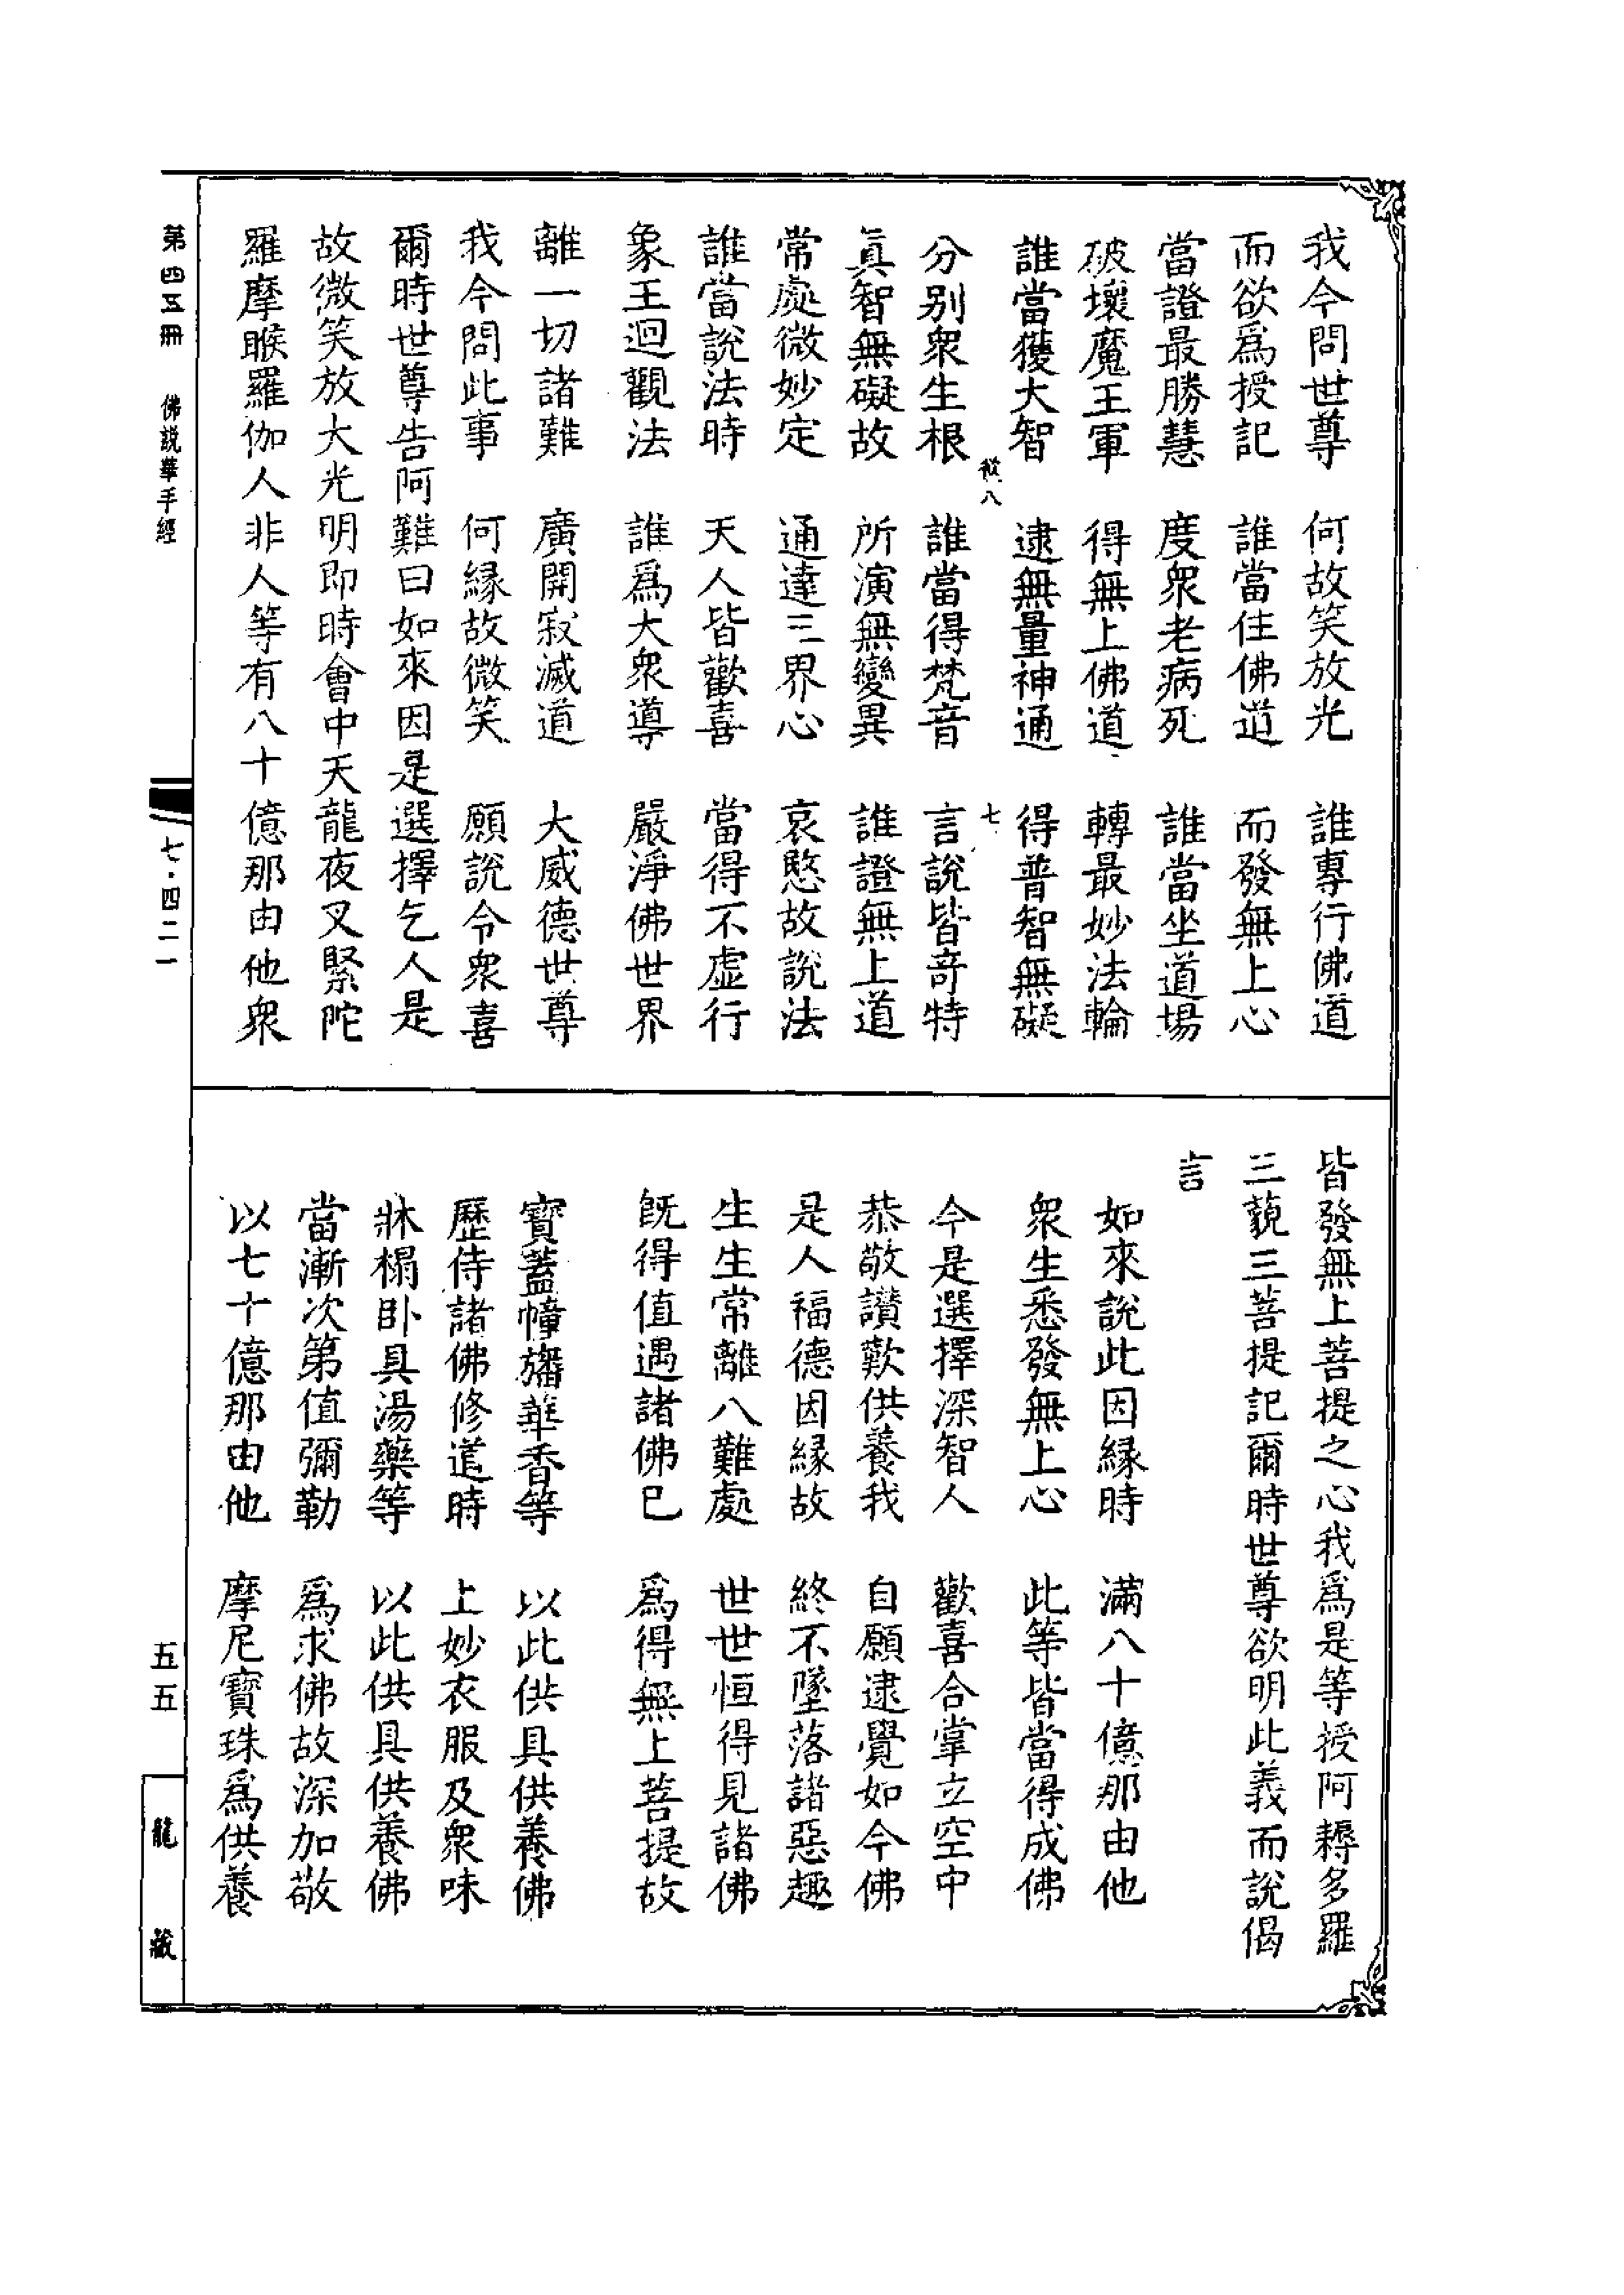 我今問世尊　何故笑放光　誰專行佛道
而欲爲授記　誰當住佛道　而發無上心
當證最勝慧　度衆老病死　誰當坐道場
破壞魔王軍　得無上佛道　轉最妙法輪
誰當獲大智　逮無量神通　得普智無礙
八　七
分别衆生根　誰當得梵音　言說皆竒特
真智無礙故　所演無變異　誰證無上道
常處微妙定　通達三界心　哀愍故說法
誰當說法時　天人皆歡喜　當得不虚行
象王迴觀法　誰爲大衆導　嚴淨佛世界
離一切諸難　廣開寂滅道　大威德世尊
我今問此事　何縁故微笑　願說令衆喜
爾時世尊告阿難曰如來因是選擇乞人是
故微笑放大光明即時會中天龍夜叉緊陀
羅摩睺羅伽人非人等有八十億那由他衆
皆發無上菩提之心我爲是等授阿耨多羅
三藐三菩提記爾時世尊欲明此義而說偈
言
如來說此因縁時　滿八十億那由他
衆生悉發無上心　此等皆當得成佛
今是選擇深智人　歡喜合掌立空中
恭敬讚歎供養我　自願逮覺如今佛
是人福德因縁故　終不墜落諸惡趣
生生常離八難處　世世恒得見諸佛
旣得值遇諸佛已　爲得無上菩提故
寶蓋幢旛華香等　以此供具供養佛
歷侍諸佛修道時　上妙衣服及衆味
牀榻卧具湯藥等　以此供具供養佛
當漸次第值彌勒　爲求佛故深加敬
以七十億那由他　摩尼寶珠爲供養
第四五冊　佛説華手經
七·四二一
五五
龍藏